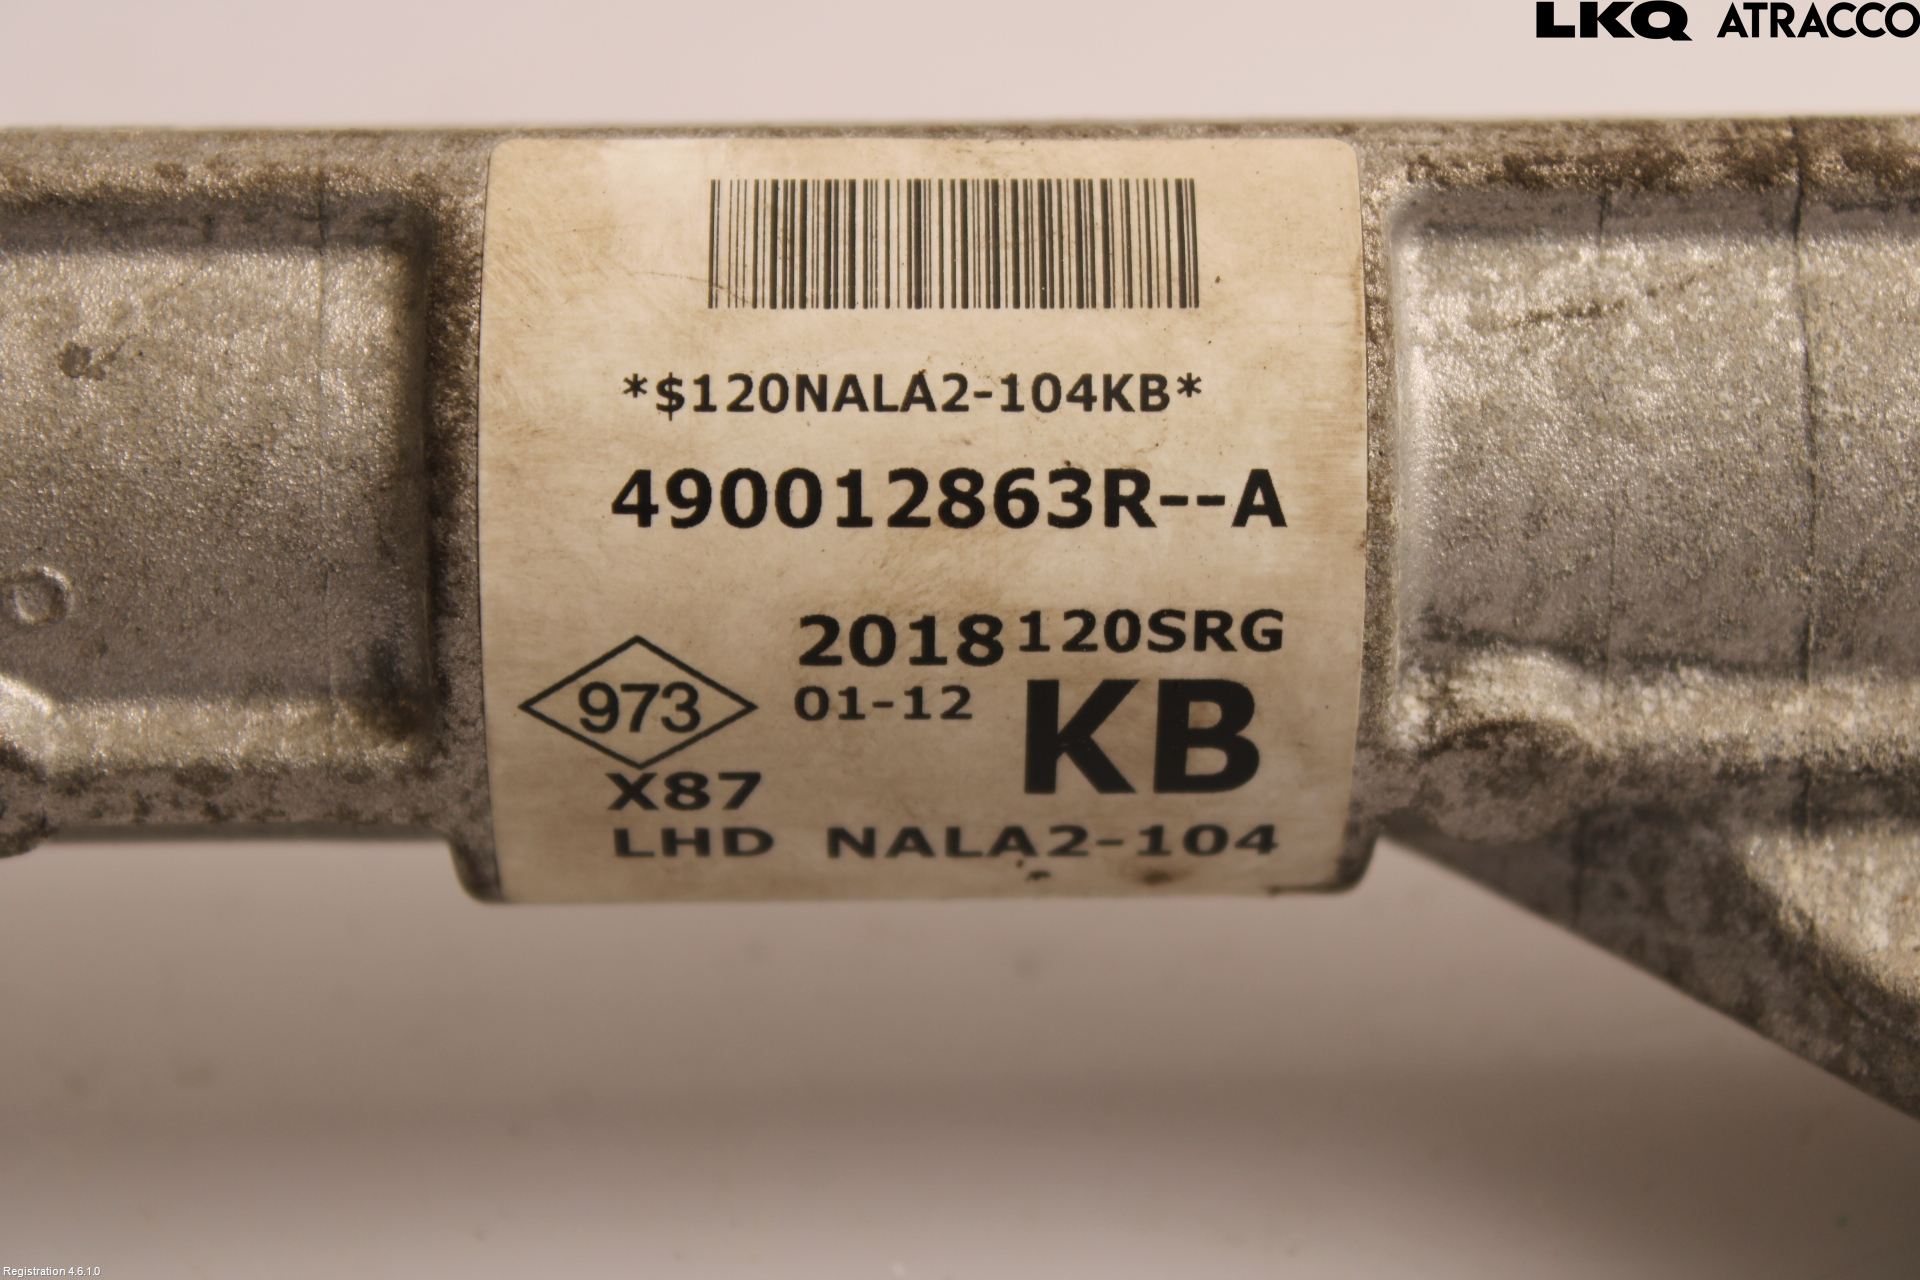 LKQ ATRACCO
*$120NALA2-104KB*
490012863R--A
2018 120SRG
973 01-12 KB
X87
LHD NALA2-104
Registration 4.6.1.0